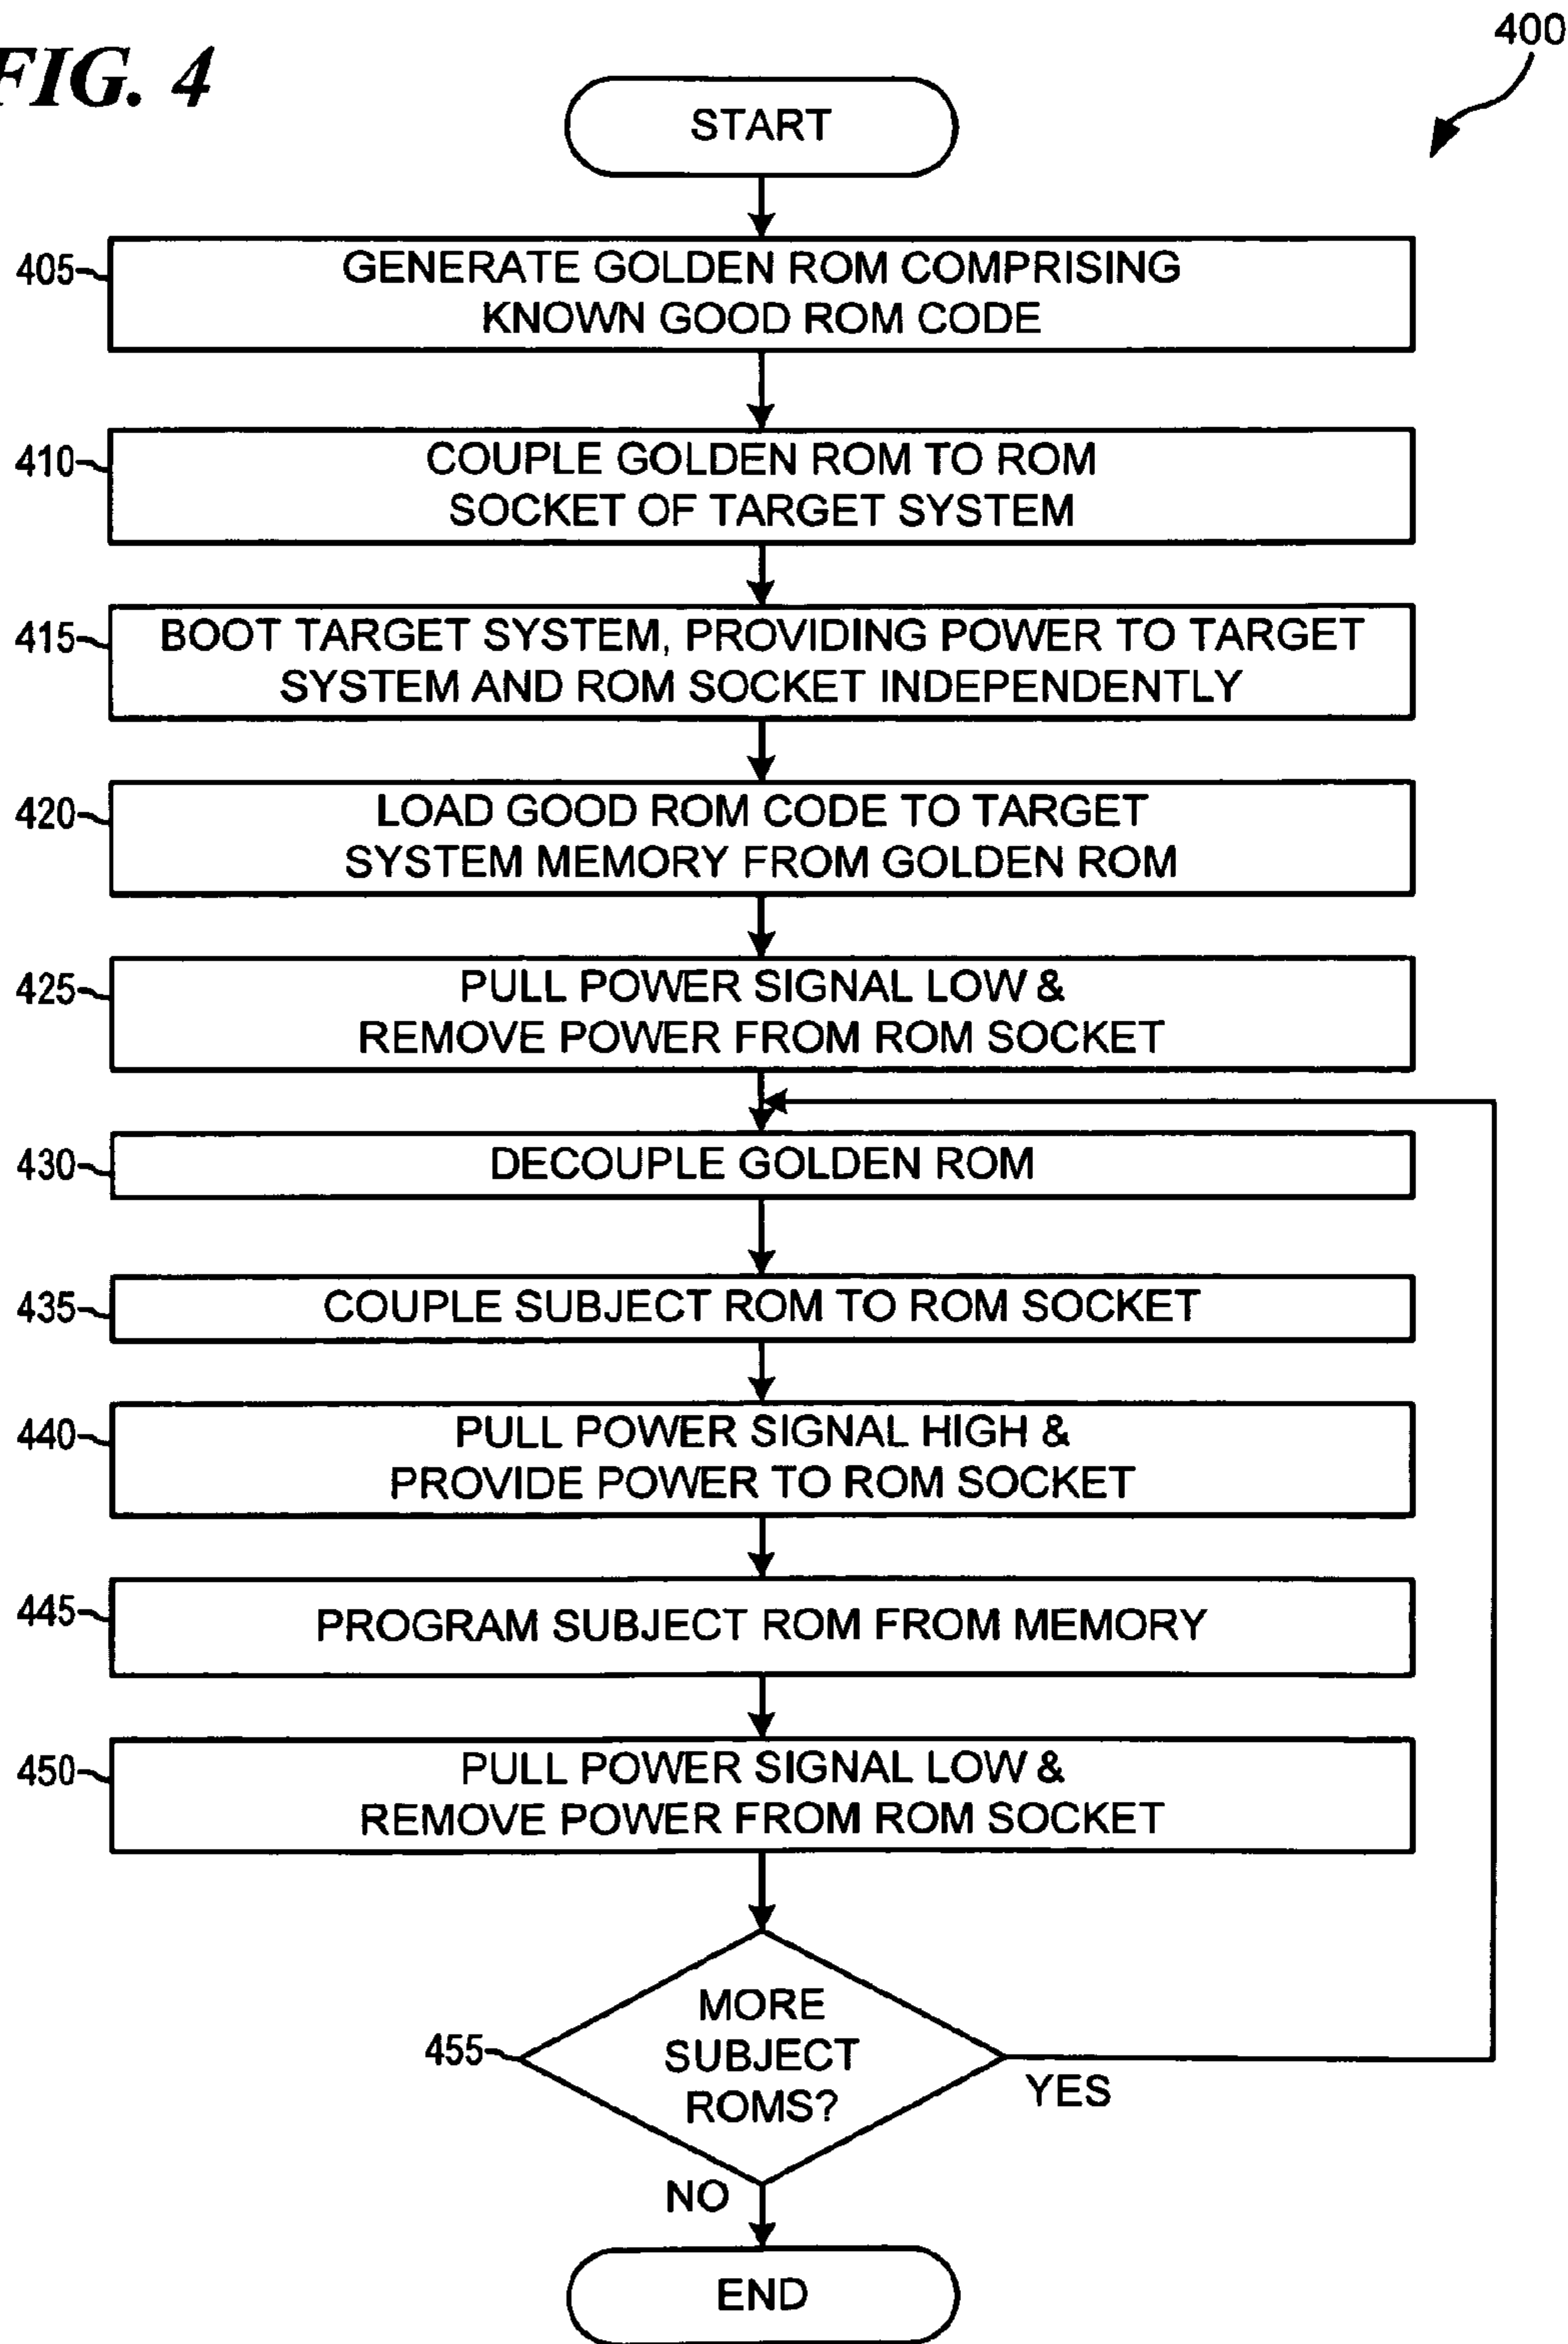 FIG. 4
400
START
405
GENERATE GOLDEN ROM COMPRISING
KNOWN GOOD ROM CODE
410
COUPLE GOLDEN ROM TO ROM
SOCKET OF TARGET SYSTEM
415
BOOT TARGET SYSTEM, PROVIDING POWER TO TARGET
SYSTEM AND ROM SOCKET INDEPENDENTLY
420
LOAD GOOD ROM CODE TO TARGET
SYSTEM MEMORY FROM GOLDEN ROM
425
PULL POWER SIGNAL LOW &
REMOVE POWER FROM ROM SOCKET
430
DECOUPLE GOLDEN ROM
435
COUPLE SUBJECT ROM TO ROM SOCKET
440
PULL POWER SIGNAL HIGH &
PROVIDE POWER TO ROM SOCKET
445
PROGRAM SUBJECT ROM FROM MEMORY
450
PULL POWER SIGNAL LOW &
REMOVE POWER FROM ROM SOCKET
455
MORE
SUBJECT
ROMS?
YES
NO
END